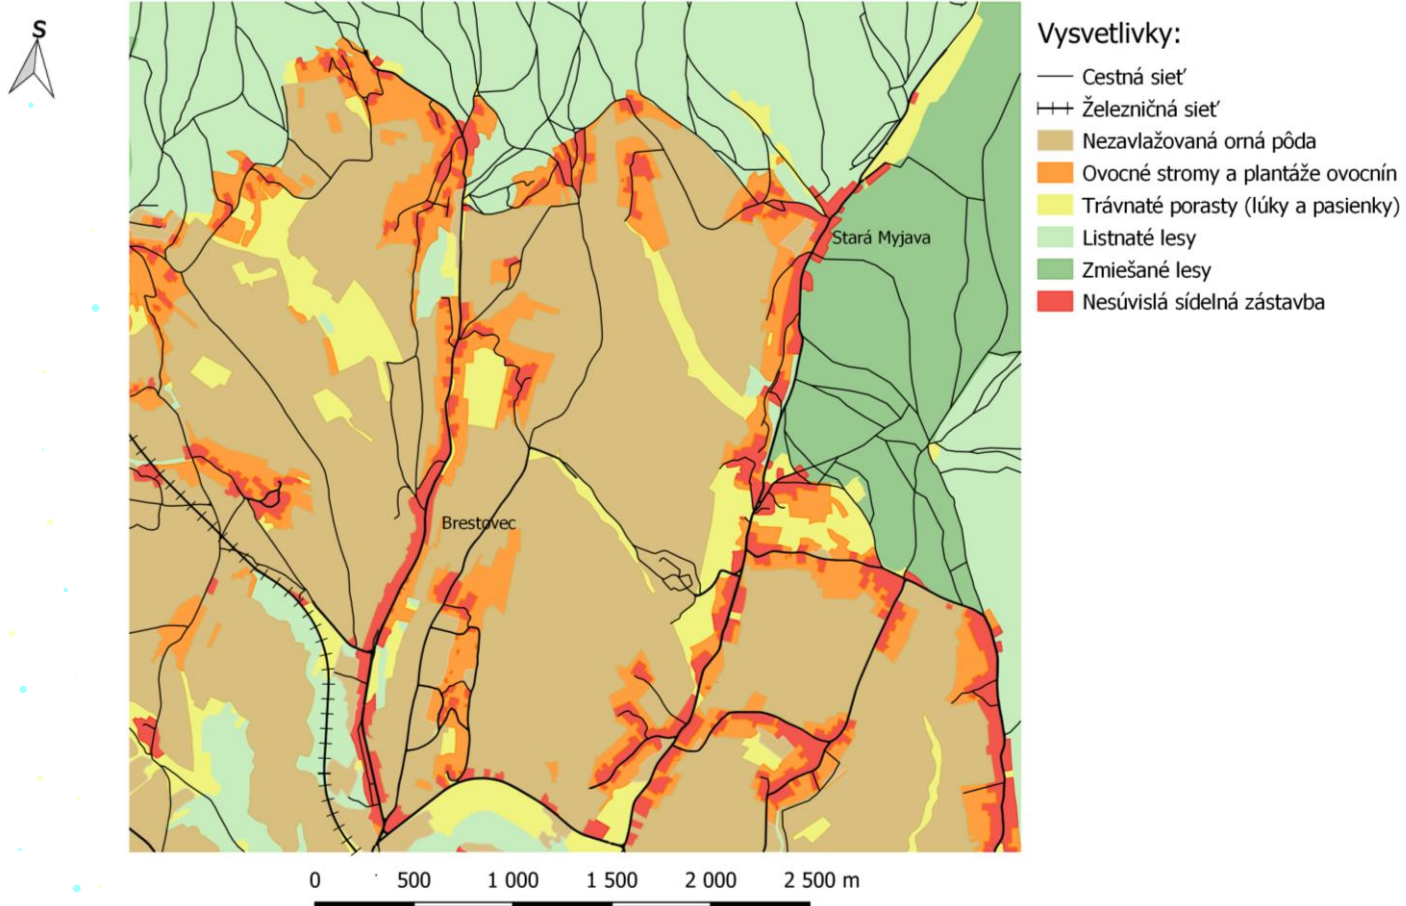 S
Vysvetlivky:
Cestná sieť
Železničná sieť
Nezavlažovaná orná pôda
Ovocné stromy a plantáže ovocnín
Trávnaté porasty (lúky a pasienky)
Listnaté lesy
Zmiešané lesy
Nesúvislá sídelná zástavba
Stará Myjava
Brestovec
0 500 1 000 1 500 2 000 2 500 m